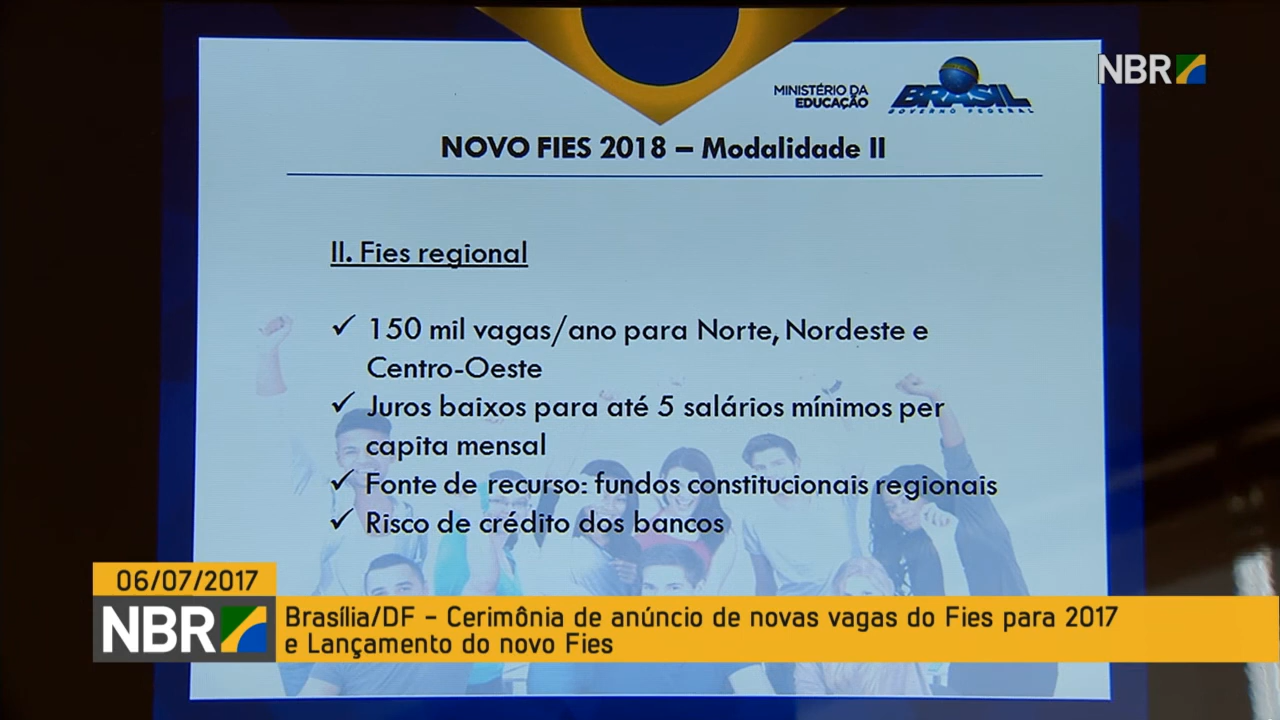 NBR
MINISTÉRIO DA
EDUCAÇÃO
BRASIL
GOVERNO FEDERAL
NOVO FIES 2018 – Modalidade II
II. Fies regional
✓ 150 mil vagas/ano para Norte, Nordeste e
Centro-Oeste
✓ Juros baixos para até 5 salários mínimos per
capita mensal
✓ Fonte de recurso: fundos constitucionais regionais
✓ Risco de crédito dos bancos
06/07/2017
NBR
Brasília/DF – Cerimônia de anúncio de novas vagas do Fies para 2017
e Lançamento do novo Fies